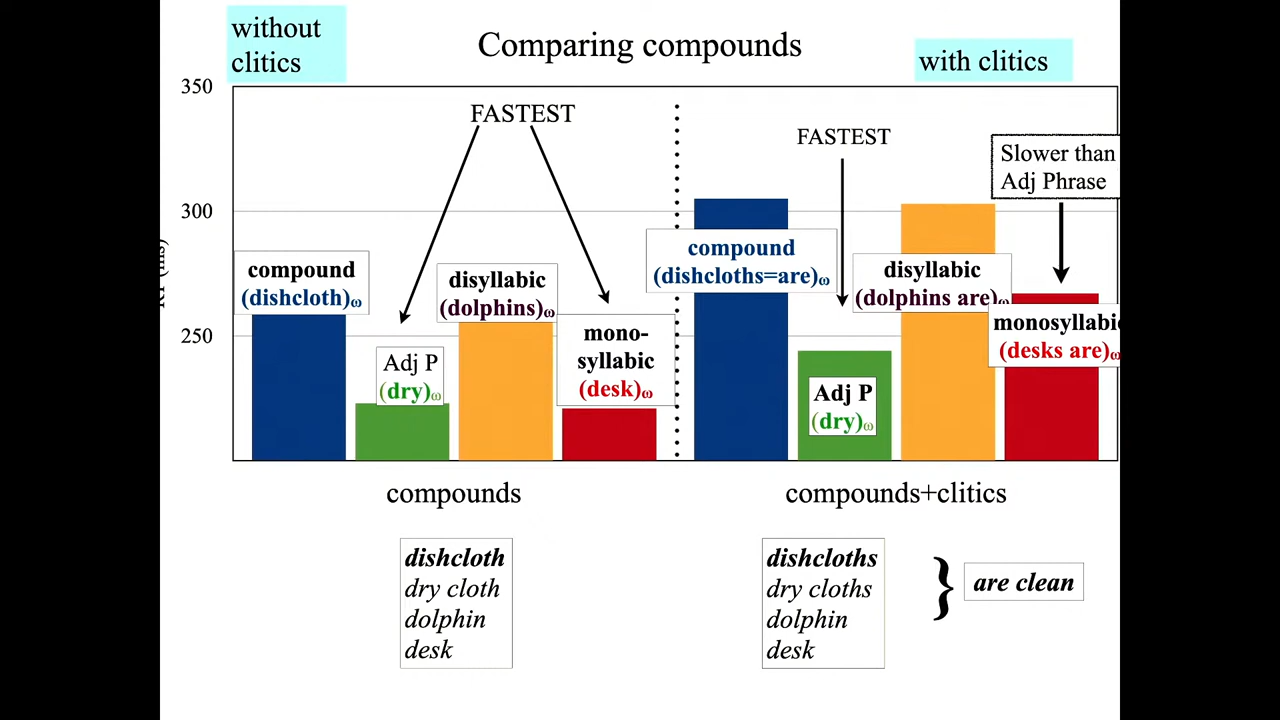 without
clitics
Comparing compounds
with clitics
350
300
250
FASTEST
FASTEST
Slower than
Adj Phrase
compound
(dishcloth)ω
Adj P
(dry)ω
disyllabic
(dolphins)ω
mono-
syllabic
(desk)ω
compound
(dishcloths=are)ω
Adj P
(dry)ω
disyllabic
(dolphins are)ω
monosyllabic
(desks are)ω
compounds
compounds+clitics
dishcloth
dry cloth
dolphin
desk
dishcloths
dry cloths
dolphin
desk
} are clean